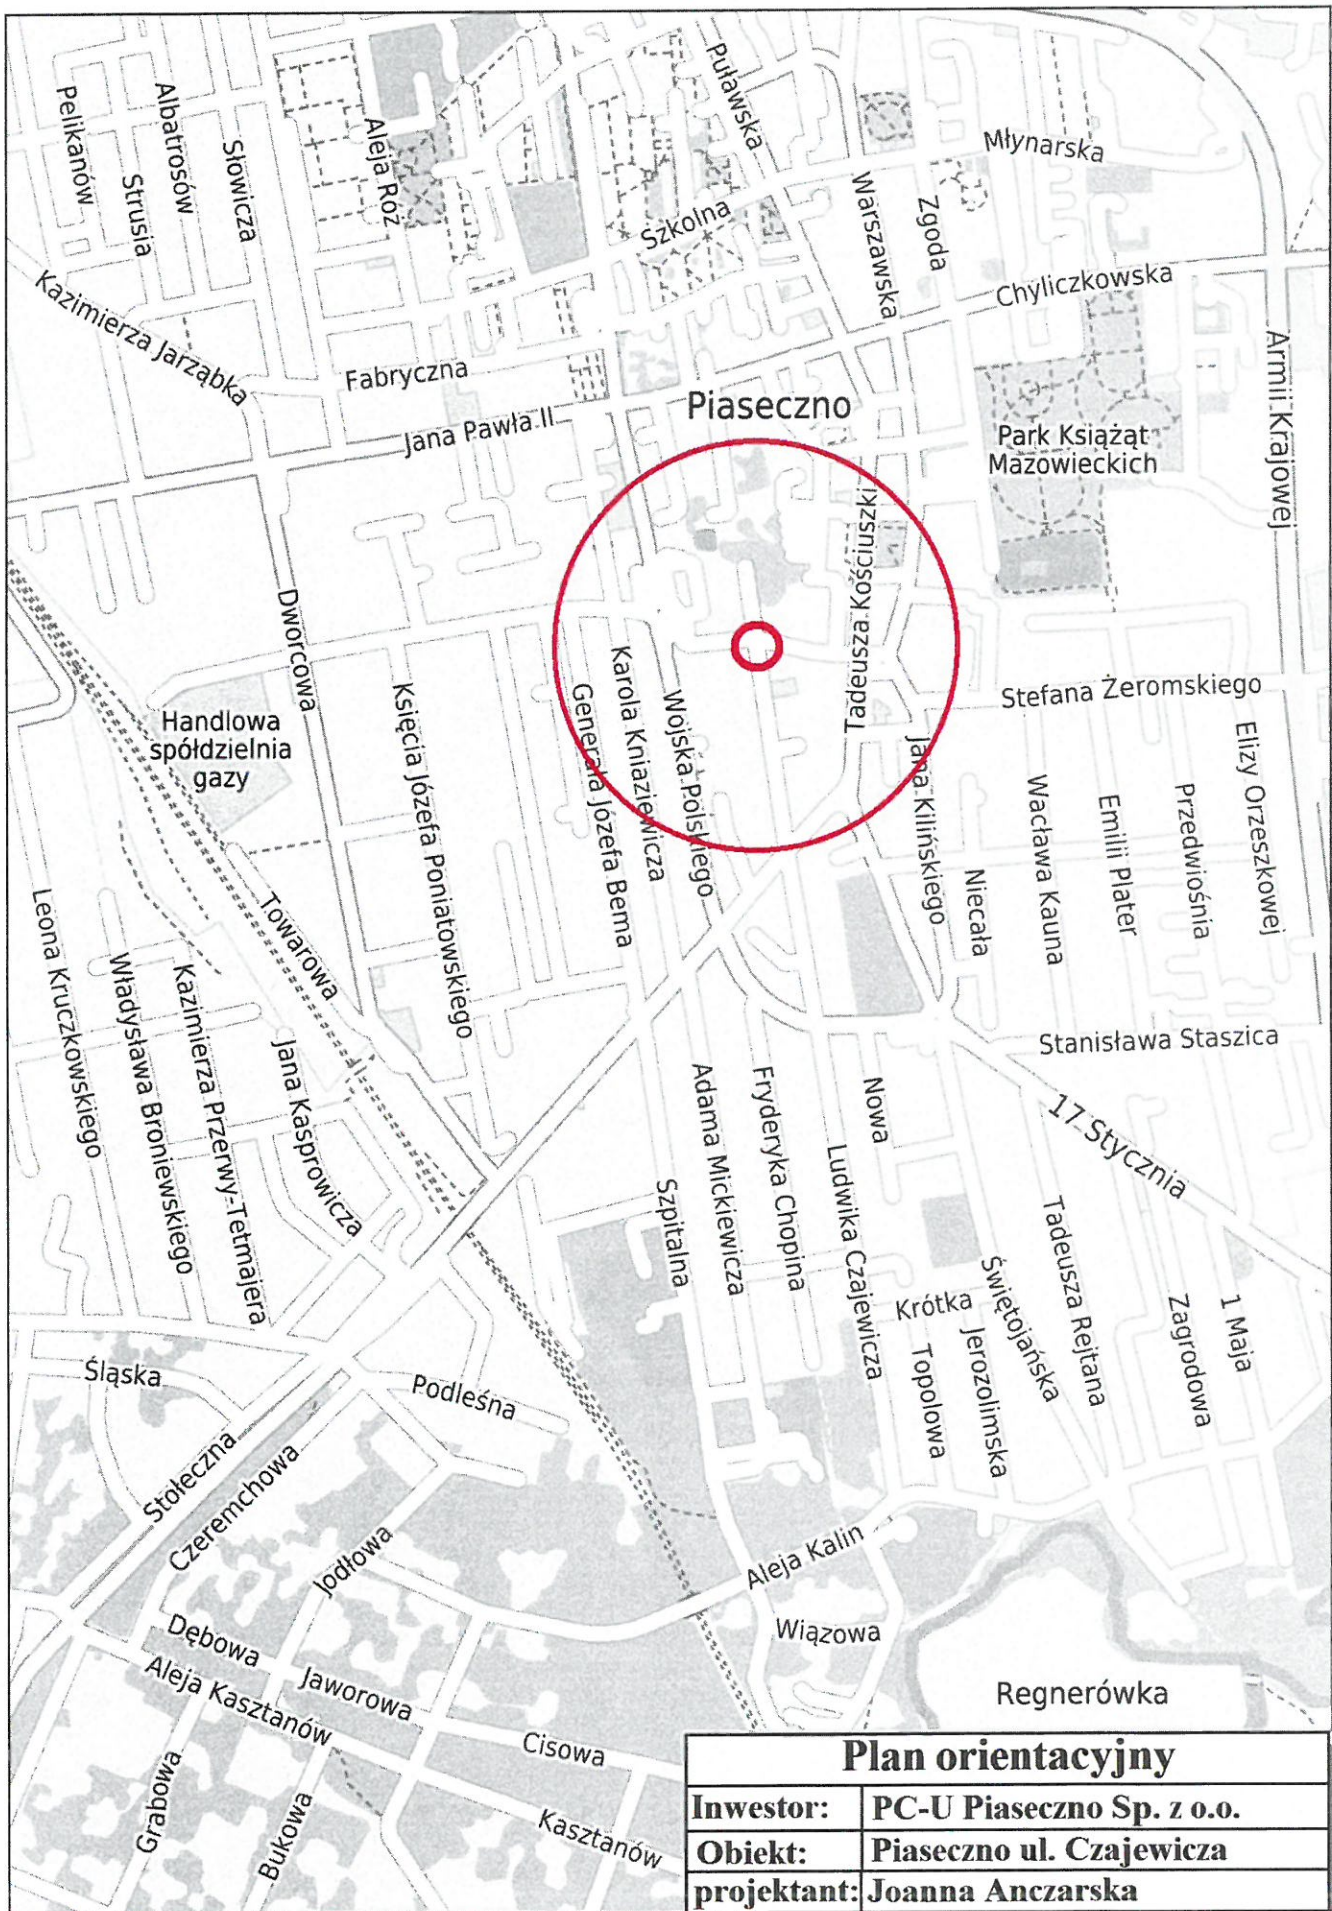 Puławska
Pelikanów
Albatrosów
Strusia
Słowicza
Aleja Róż
Młynarska
Szkolna
Warszawska
Zgoda
Chyliczkowska
Kazimierza Jarząbka
Fabryczna
Jana Pawła II
Piaseczno
Park Książąt
Mazowieckich
Armii Krajowej
Tadeusza Kościuszki
Dworcowa
Handlowa
spółdzielnia
gazy
Księcia Józefa Poniatowskiego
Generała Józefa Bema
Karola Kniaziewicza
Wojska Polskiego
Stefana Żeromskiego
Jana Kilińskiego
Niecała
Wacława Kauna
Emilii Plater
Przedwiośnia
Elizy Orzeszkowej
Leona Kruczkowskiego
Władysława Broniewskiego
Kazimierza Przerwy-Tetmajera
Towarowa
Jana Kasprowicza
Stanisława Staszica
17 Stycznia
Szpitalna
Adama Mickiewicza
Fryderyka Chopina
Ludwika Czajewicza
Nowa
Krótka
Topolowa
Jerozolimska
Świętojańska
Tadeusza Rejtana
Zagrodowa
1 Maja
Śląska
Podleśna
Stołeczna
Czeremchowa
Jodłowa
Aleja Kalin
Wiązowa
Dębowa
Jaworowa
Aleja Kasztanów
Cisowa
Kasztanów
Grabowa
Bukowa
Regnerówka
Plan orientacyjny
Inwestor: PC-U Piaseczno Sp. z o.o.
Obiekt: Piaseczno ul. Czajewicza
projektant: Joanna Anczarska